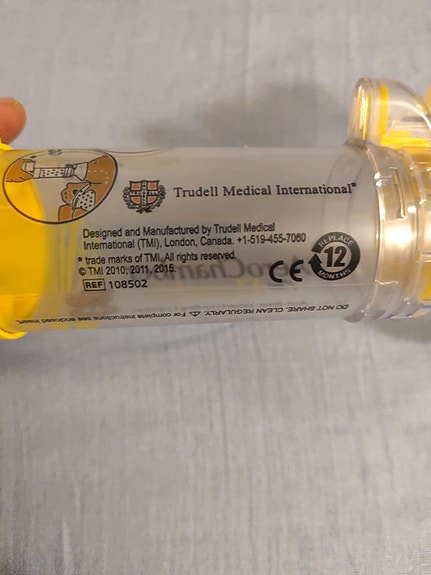 Trudell Medical International®
Designed and Manufactured by Trudell Medical
International (TMI), London, Canada. +1-519-455-7060
* trade marks of TMI. All rights reserved.
© TMI 2010, 2011, 2015.
REF 108502
CE
REPLACE
12
MONTHS
DO NOT SHARE. CLEAN REGULARLY. ⚠ For complete instructions see enclosed insert.